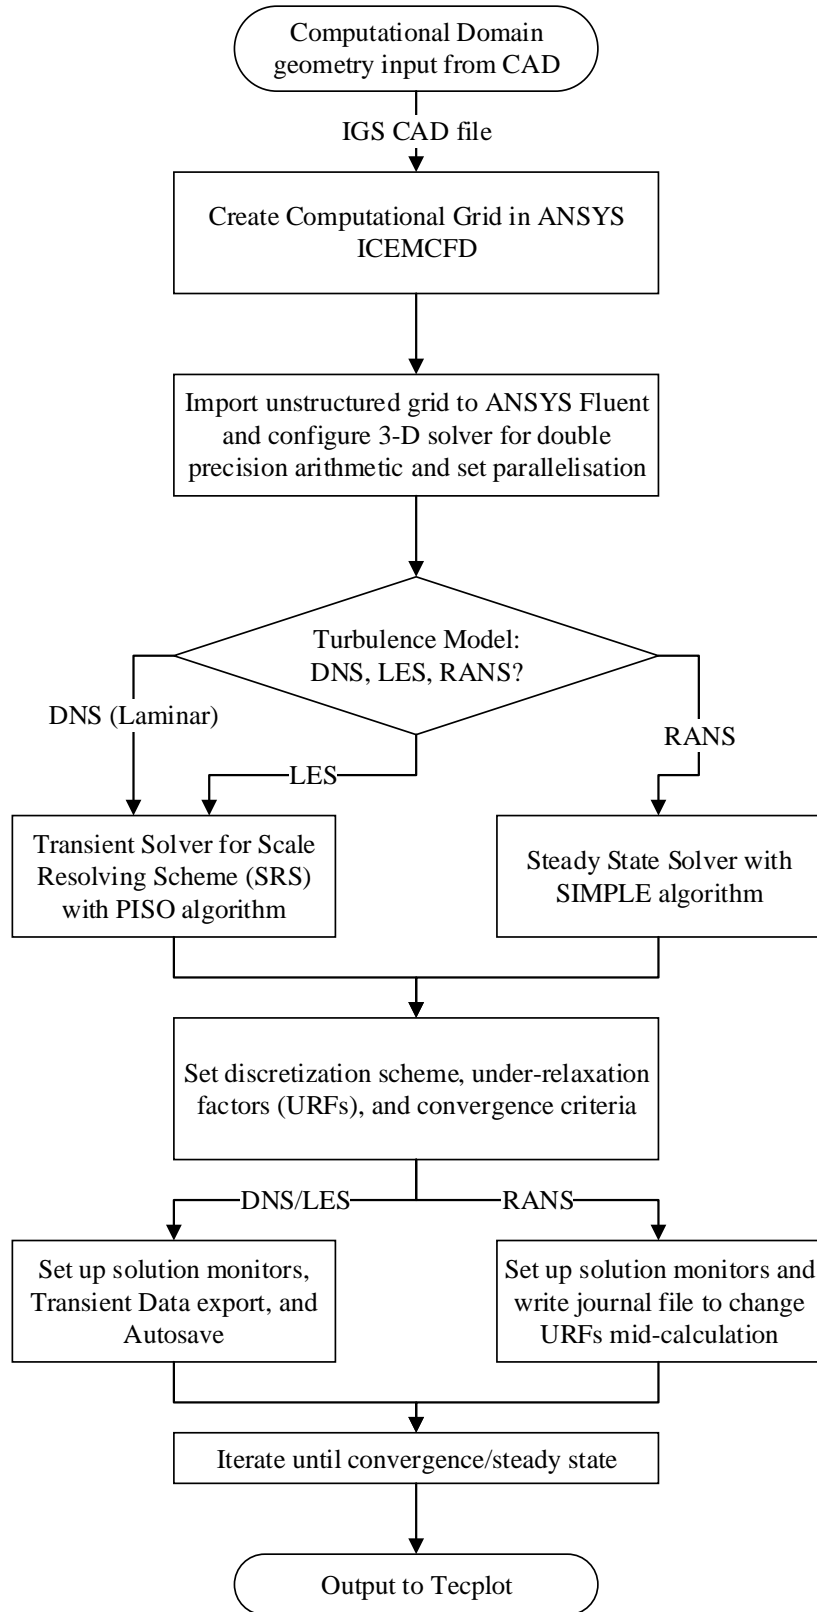 Computational Domain
geometry input from CAD
IGS CAD file
Create Computational Grid in ANSYS
ICEMCFD
Import unstructured grid to ANSYS Fluent
and configure 3-D solver for double
precision arithmetic and set parallelisation
Turbulence Model:
DNS, LES, RANS?
DNS (Laminar)
LES
RANS
Transient Solver for Scale
Resolving Scheme (SRS)
with PISO algorithm
Steady State Solver with
SIMPLE algorithm
Set discretization scheme, under-relaxation
factors (URFs), and convergence criteria
DNS/LES
RANS
Set up solution monitors,
Transient Data export, and
Autosave
Set up solution monitors and
write journal file to change
URFs mid-calculation
Iterate until convergence/steady state
Output to Tecplot